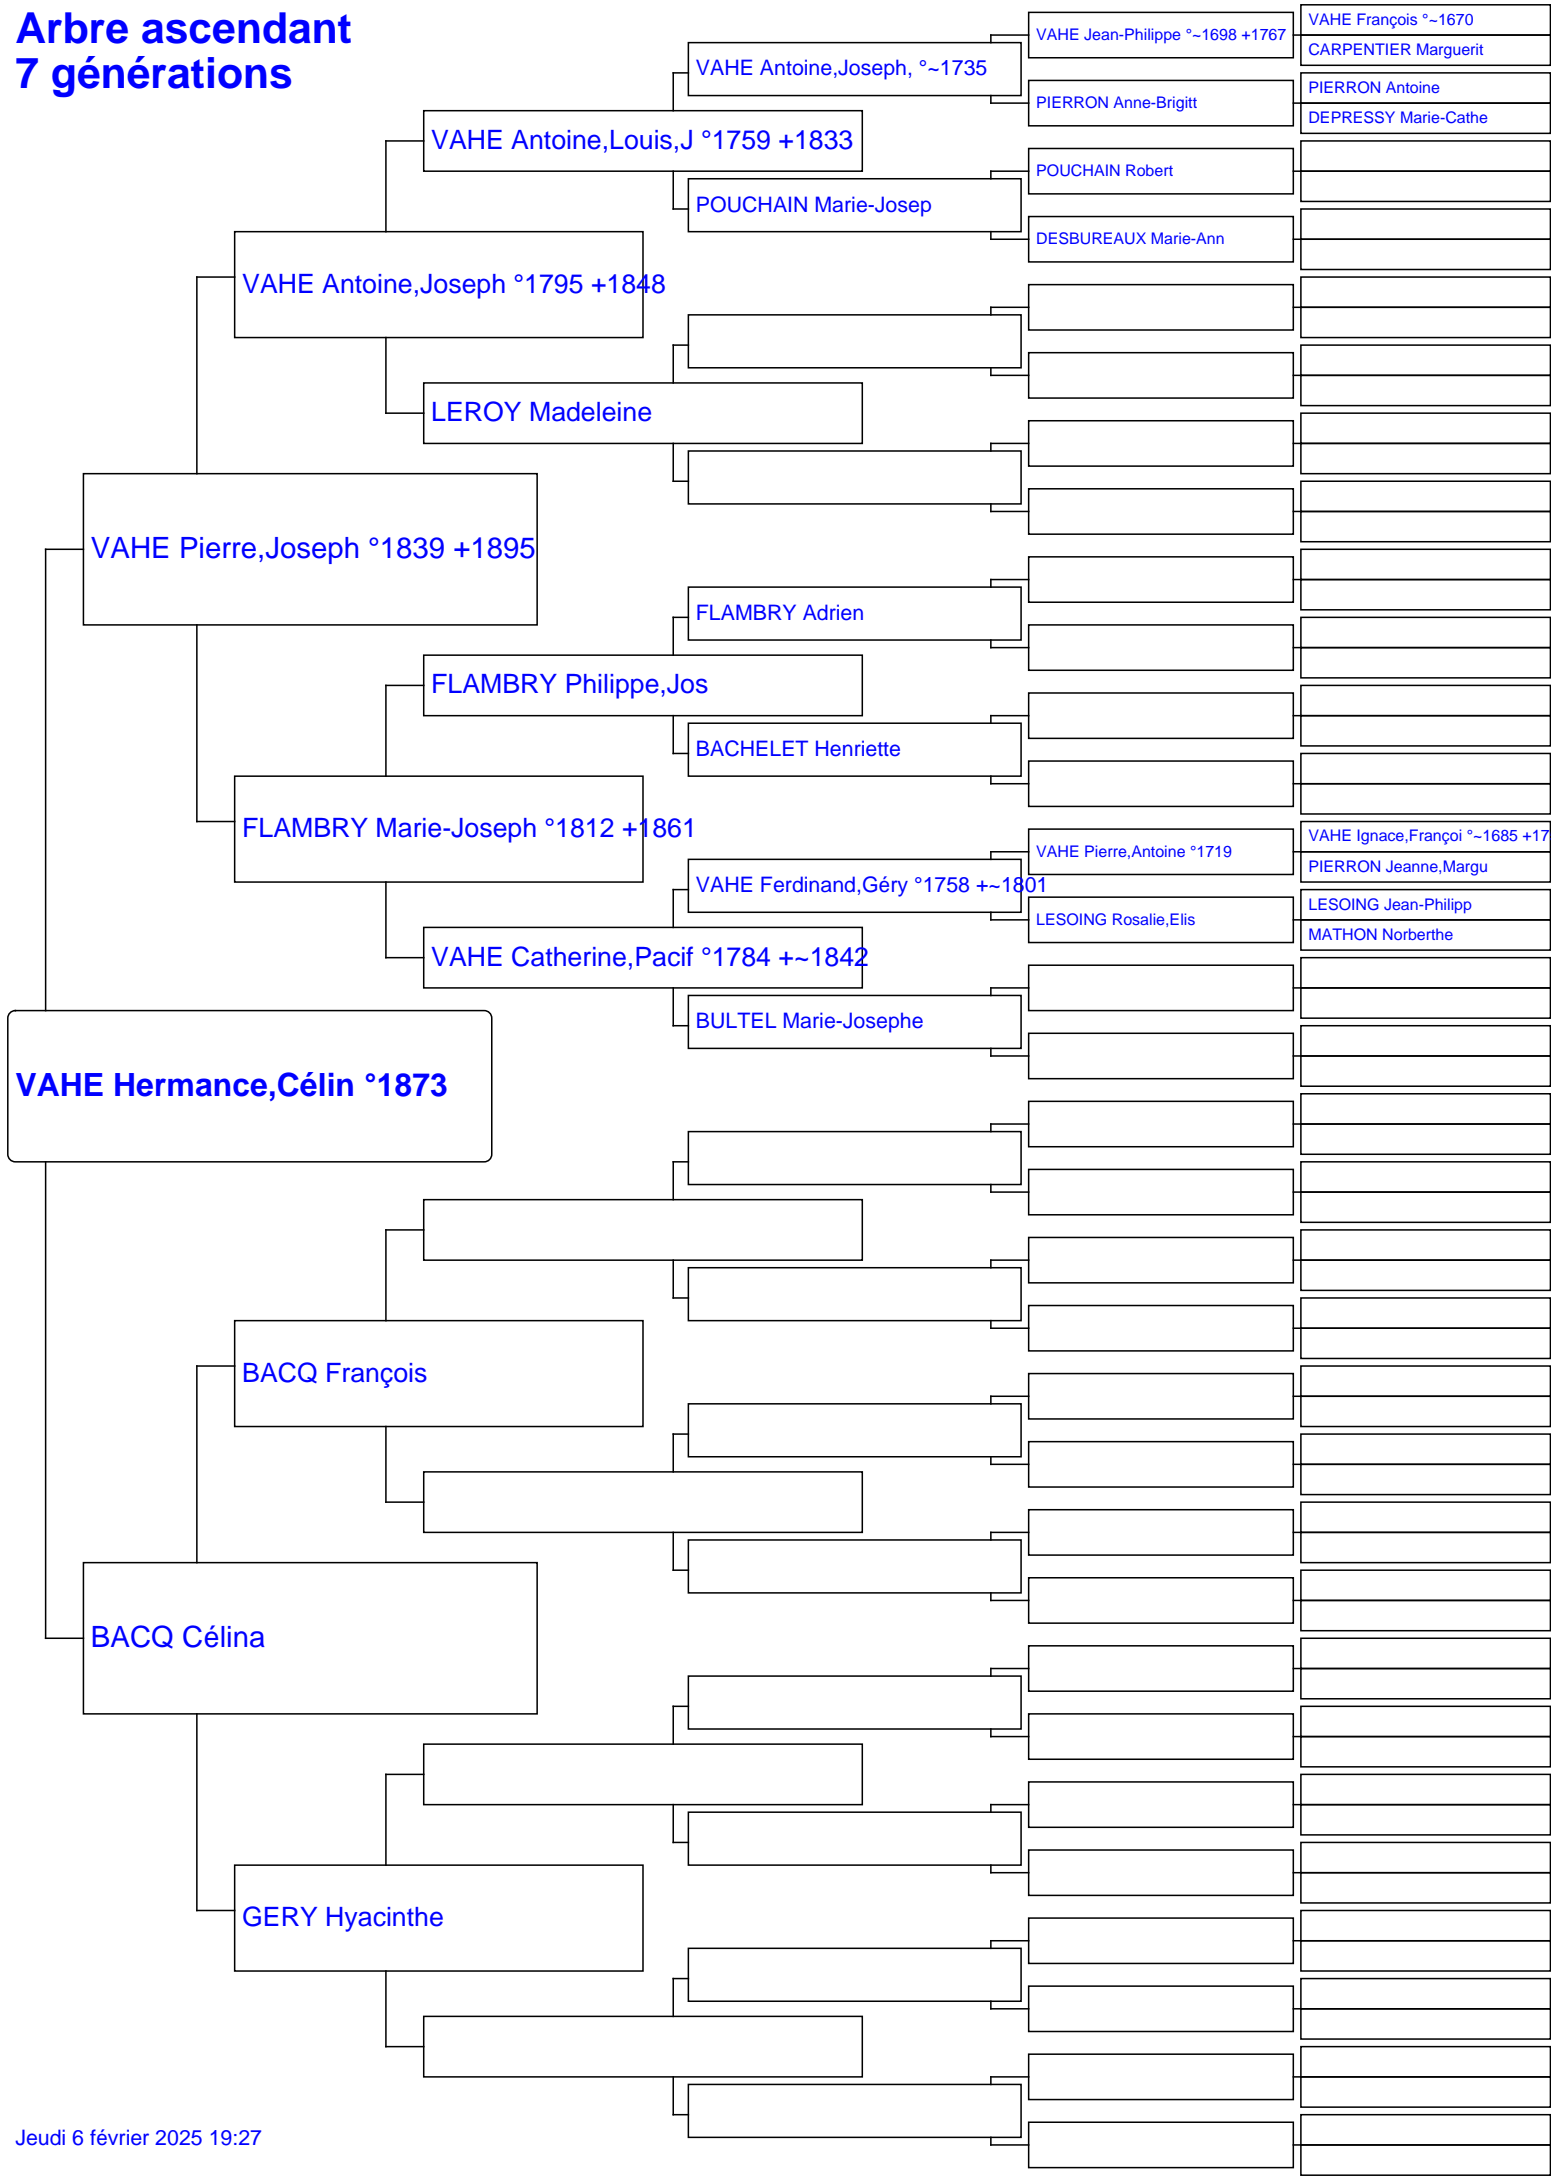 Arbre ascendant
7 générations
VAHE Hermance,Célin °1873
VAHE Pierre,Joseph °1839 +1895
BACQ Célina
VAHE Antoine,Joseph °1795 +1848
FLAMBRY Marie-Joseph °1812 +1861
BACQ François
GERY Hyacinthe
VAHE Antoine,Louis,J °1759 +1833
LEROY Madeleine
FLAMBRY Philippe,Jos
VAHE Catherine,Pacif °1784 +~1842
VAHE Antoine,Joseph, °~1735
POUCHAIN Marie-Josep
FLAMBRY Adrien
BACHELET Henriette
VAHE Ferdinand,Géry °1758 +~1801
BULTEL Marie-Josephe
VAHE Jean-Philippe °~1698 +1767
PIERRON Anne-Brigitt
POUCHAIN Robert
DESBUREAUX Marie-Ann
VAHE Pierre,Antoine °1719
LESOING Rosalie,Elis
VAHE François °~1670
CARPENTIER Marguerit
PIERRON Antoine
DEPRESSY Marie-Cathe
VAHE Ignace,Françoi °~1685 +17
PIERRON Jeanne,Margu
LESOING Jean-Philipp
MATHON Norberthe
Jeudi 6 février 2025 19:27